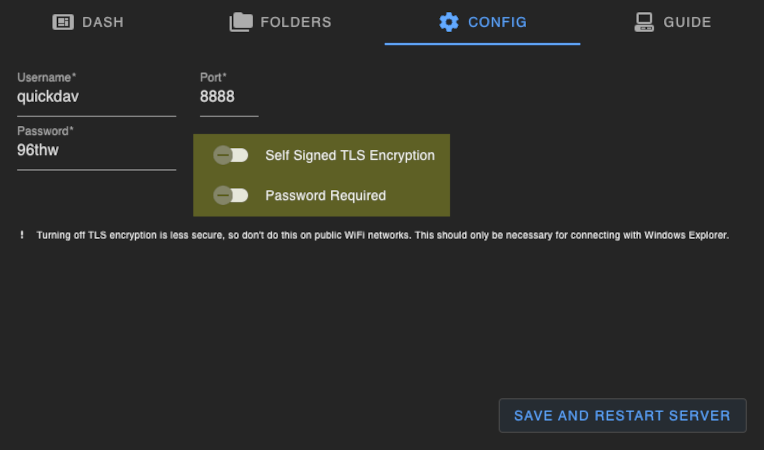 DASH FOLDERS CONFIG GUIDE
Username* Port*
quickdav 8888
Password*
96thw
Self Signed TLS Encryption
Password Required
! Turning off TLS encryption is less secure, so don't do this on public WiFi networks. This should only be necessary for connecting with Windows Explorer.
SAVE AND RESTART SERVER